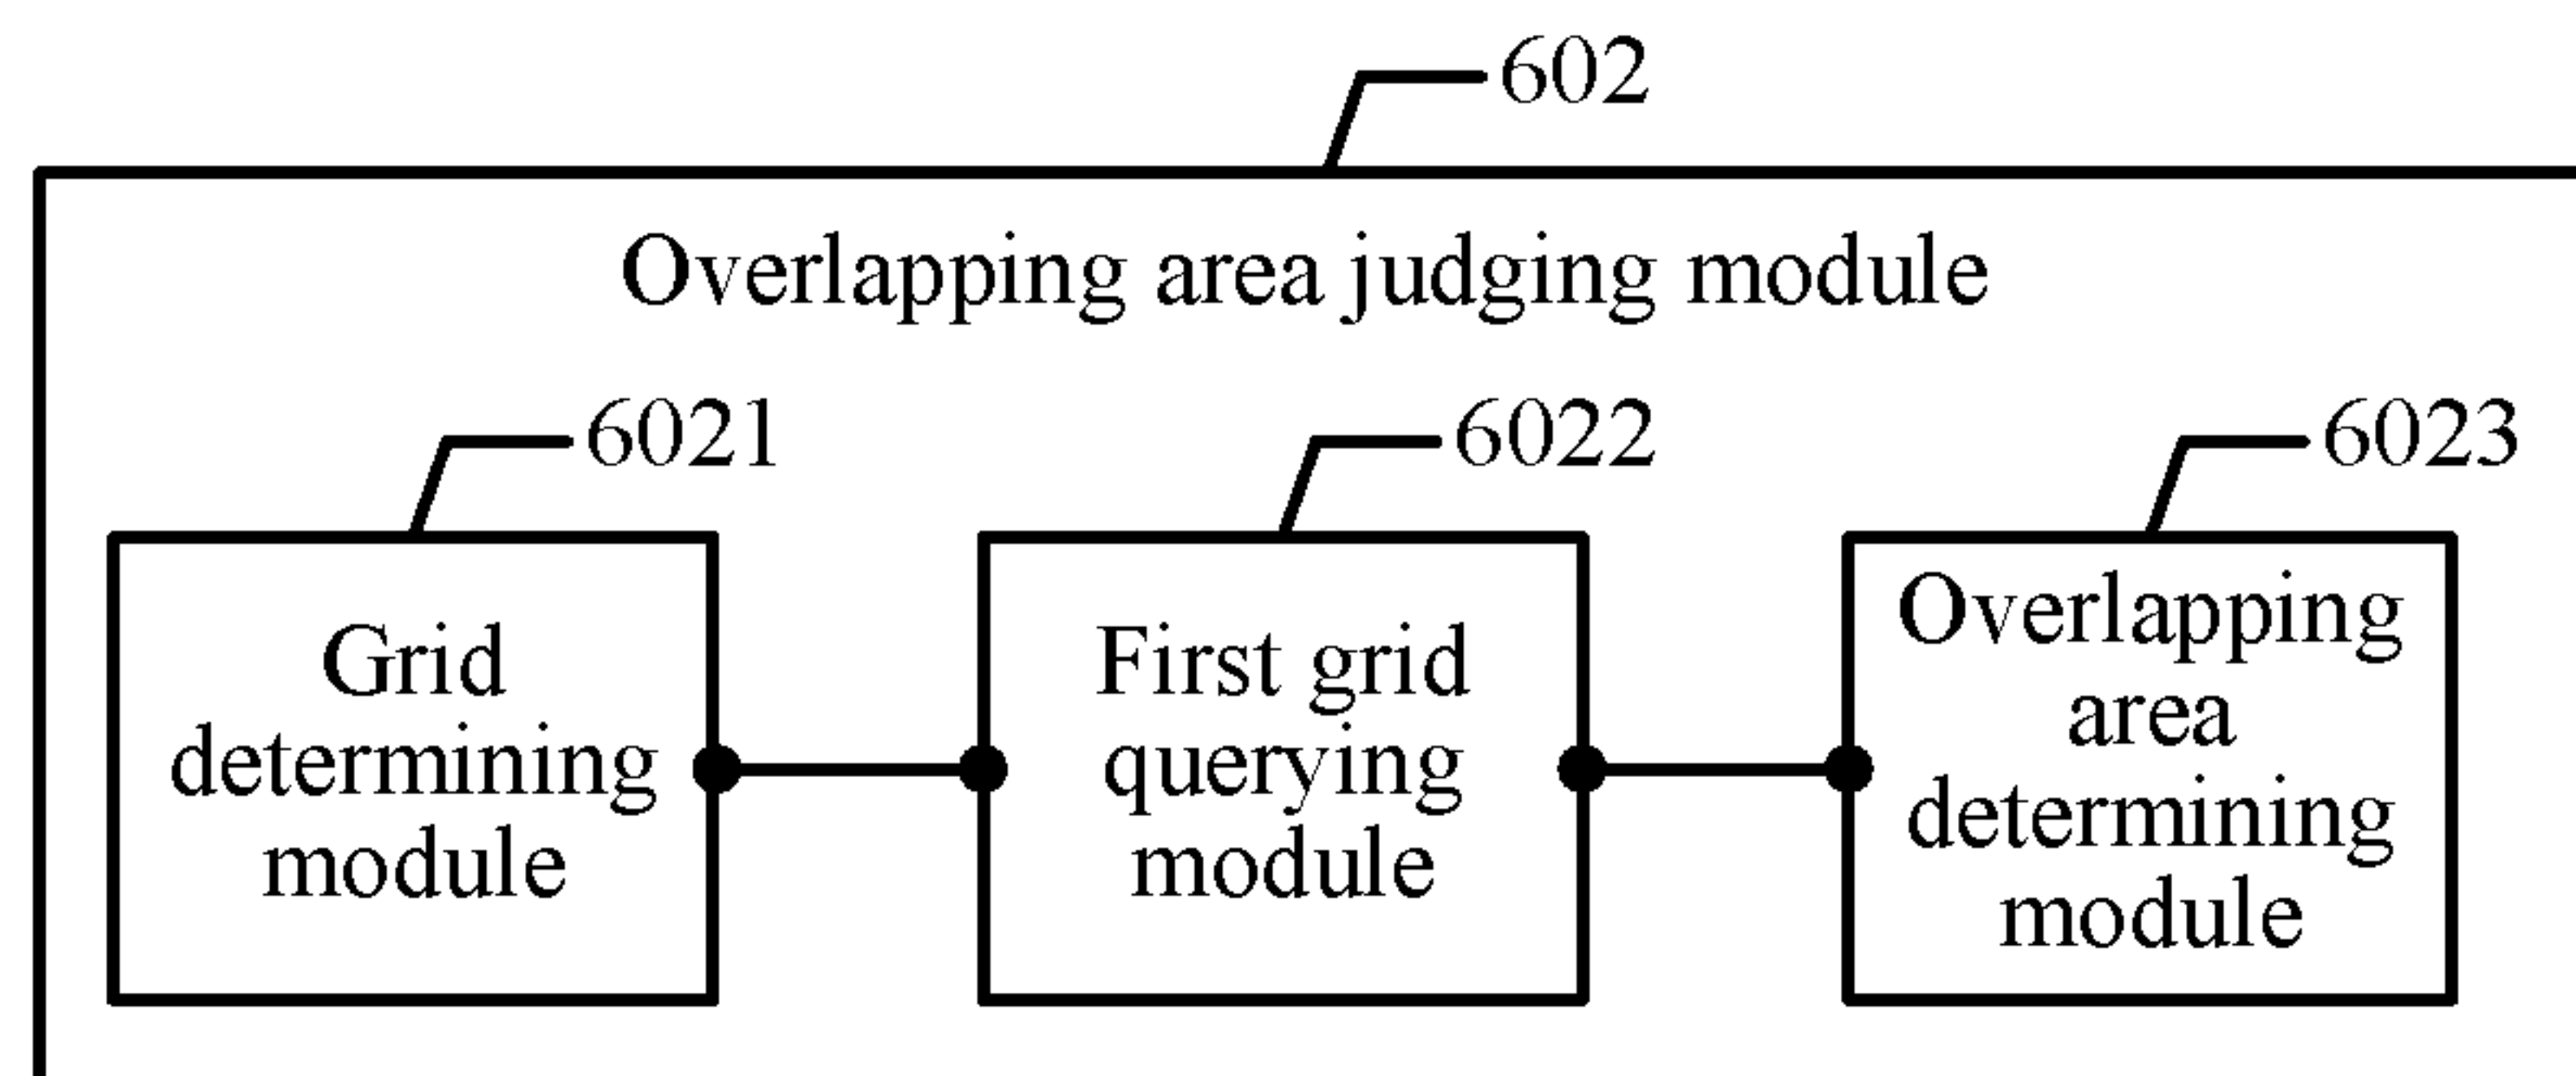 602
Overlapping area judging module
6021
6022
6023
Grid
determining
module
First grid
querying
module
Overlapping
area
determining
module